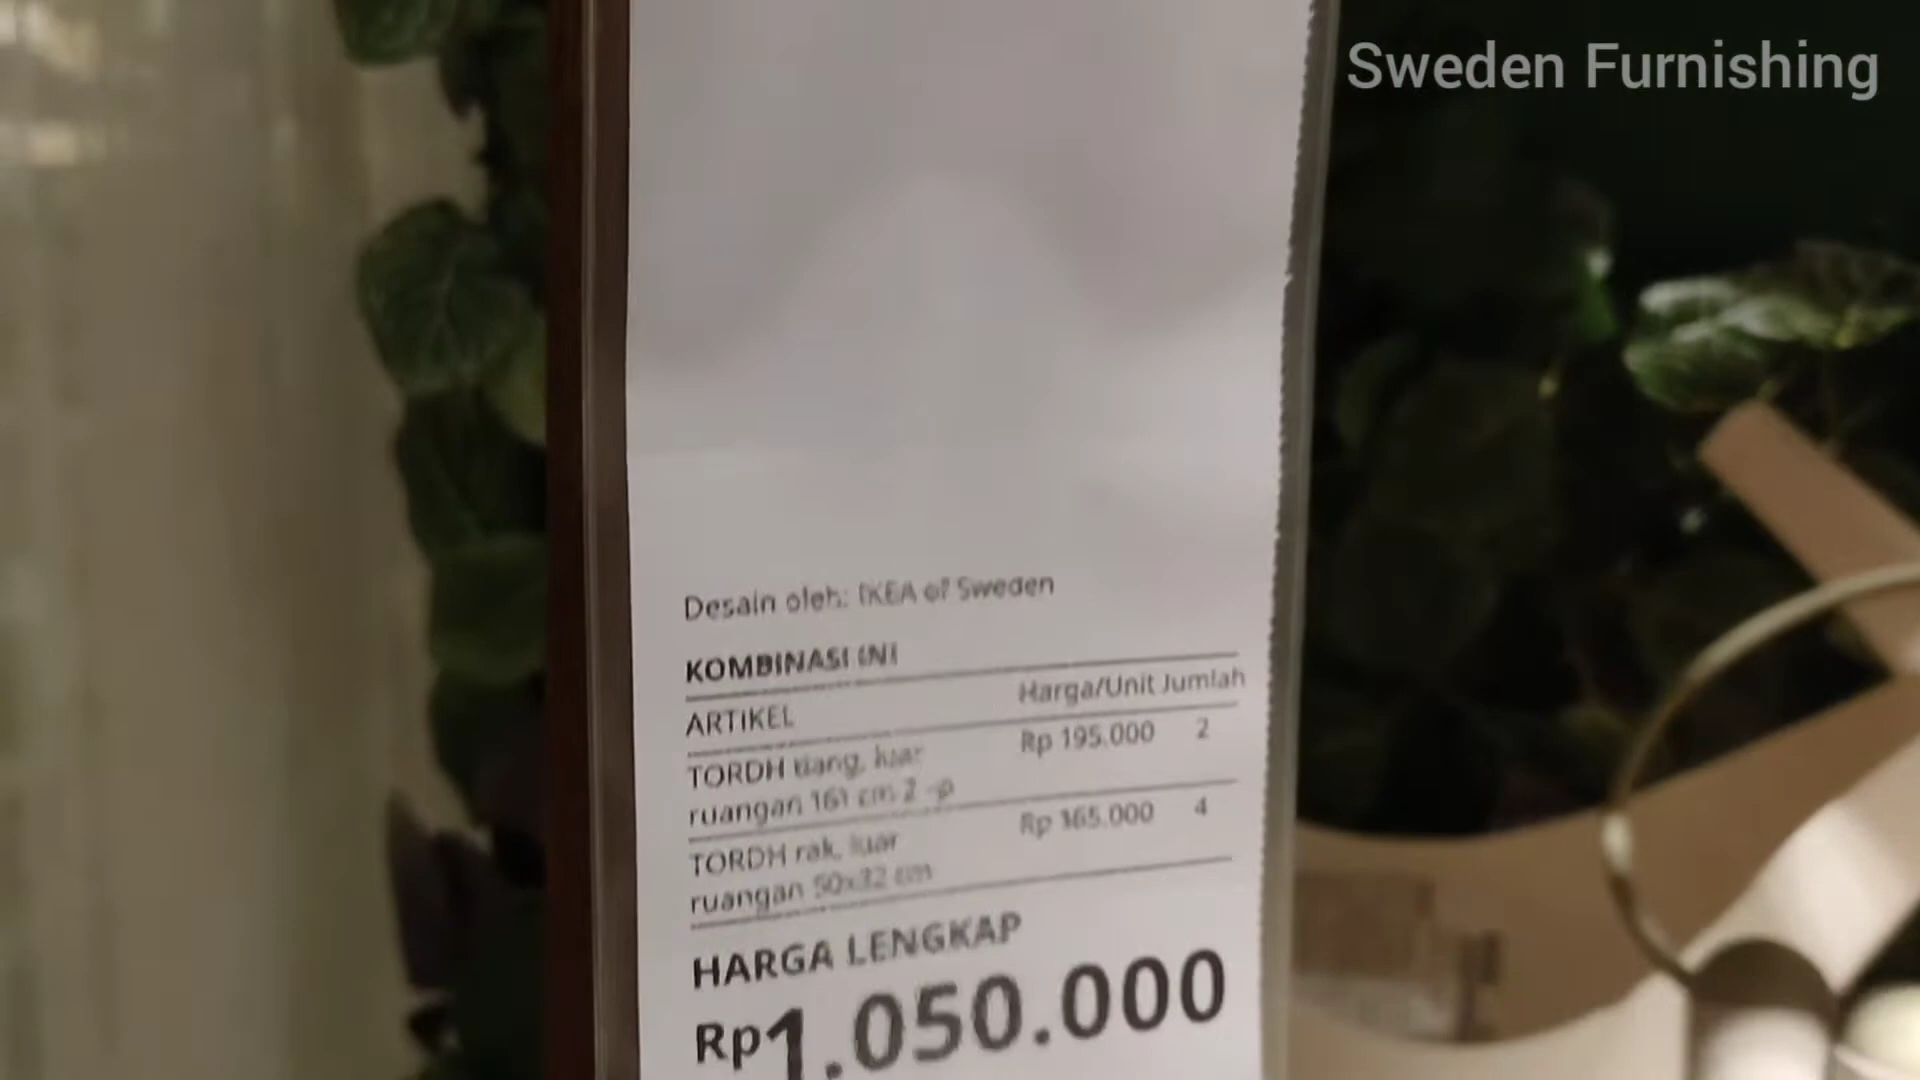 Sweden Furnishing
Desain oleh: IKEA of Sweden
KOMBINASI INI
ARTIKEL Harga/Unit Jumlah
TORDH tiang, luar Rp 195.000 2
ruangan 161 cm 2 -p
TORDH rak, luar Rp 165.000 4
ruangan 50x32 cm
HARGA LENGKAP
Rp1.050.000